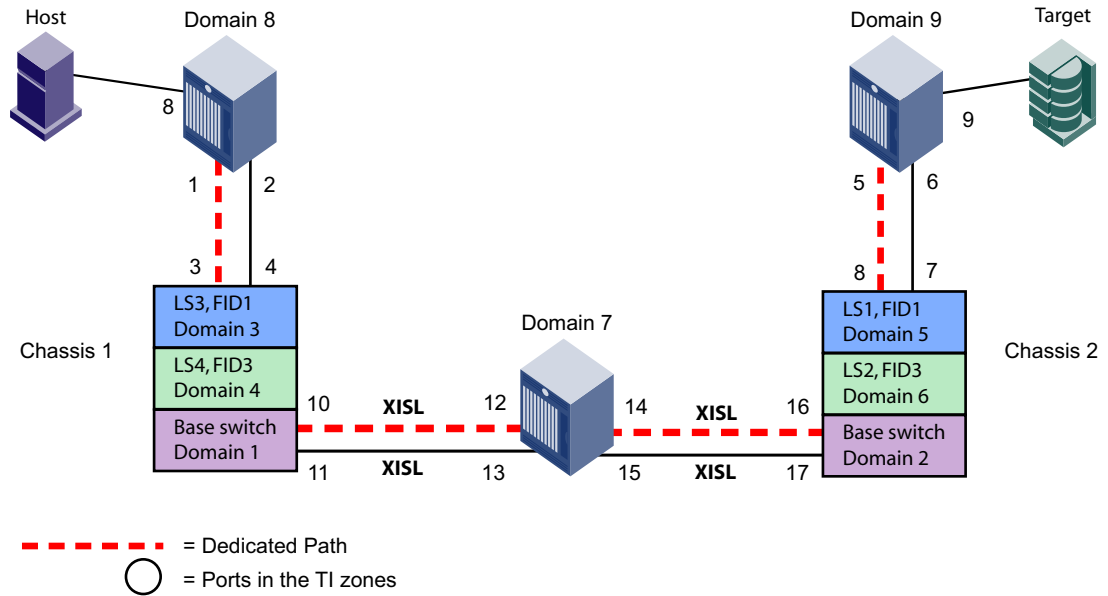 Host
Domain 8
Domain 9
Target
8
9
1
2
5
6
3
4
8
7
LS3, FID1
Domain 3
LS1, FID1
Domain 5
Chassis 1
Domain 7
Chassis 2
LS4, FID3
Domain 4
LS2, FID3
Domain 6
10
XISL
12
14
XISL
16
Base switch
Domain 1
Base switch
Domain 2
11
XISL
13
15
XISL
17
= Dedicated Path
= Ports in the TI zones